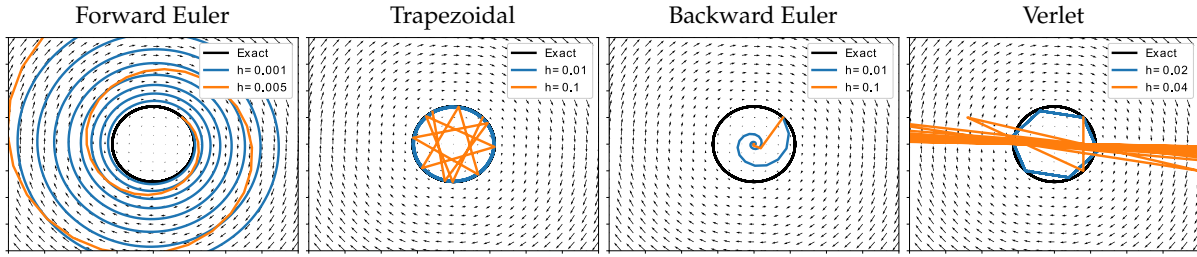 Forward Euler
Exact
h= 0.001
h= 0.005
Trapezoidal
Exact
h= 0.01
h= 0.1
Backward Euler
Exact
h= 0.01
h= 0.1
Verlet
Exact
h= 0.02
h= 0.04